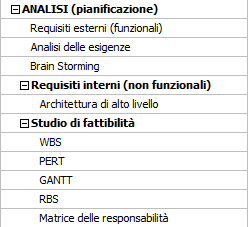 ANALISI (pianificazione)
Requisiti esterni (funzionali)
Analisi delle esigenze
Brain Storming
Requisiti interni (non funzionali)
Architettura di alto livello
Studio di fattibilità
WBS
PERT
GANTT
RBS
Matrice delle responsabilità